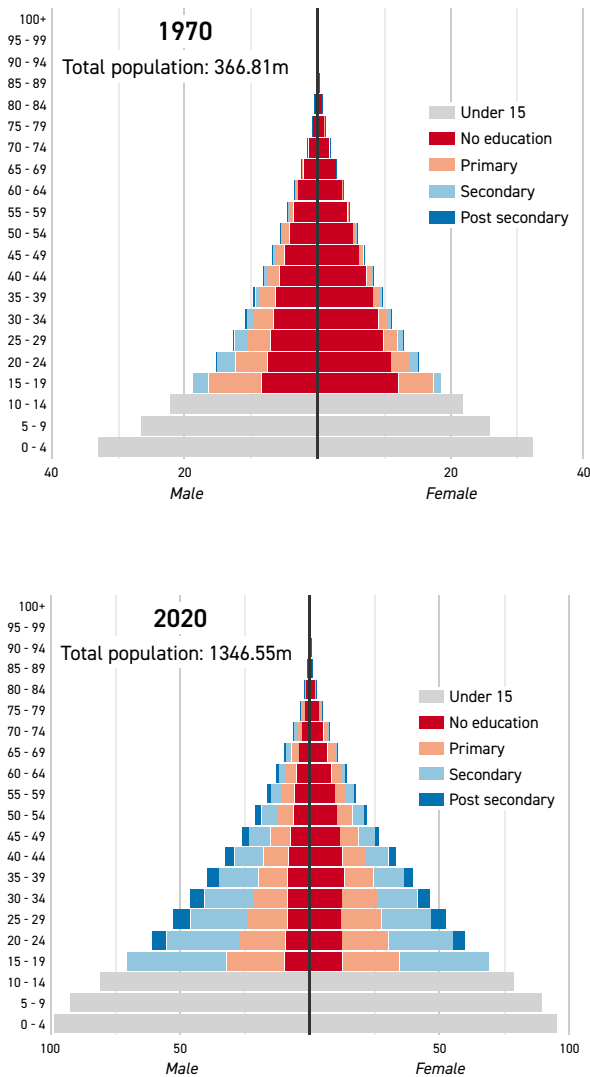 1970
Total population: 366.81m
100+
95 - 99
90 - 94
85 - 89
80 - 84
75 - 79
70 - 74
65 - 69
60 - 64
55 - 59
50 - 54
45 - 49
40 - 44
35 - 39
30 - 34
25 - 29
20 - 24
15 - 19
10 - 14
5 - 9
0 - 4
Under 15
No education
Primary
Secondary
Post secondary
40 20 20 40
Male Female
2020
Total population: 1346.55m
100+
95 - 99
90 - 94
85 - 89
80 - 84
75 - 79
70 - 74
65 - 69
60 - 64
55 - 59
50 - 54
45 - 49
40 - 44
35 - 39
30 - 34
25 - 29
20 - 24
15 - 19
10 - 14
5 - 9
0 - 4
Under 15
No education
Primary
Secondary
Post secondary
100 50 50 100
Male Female